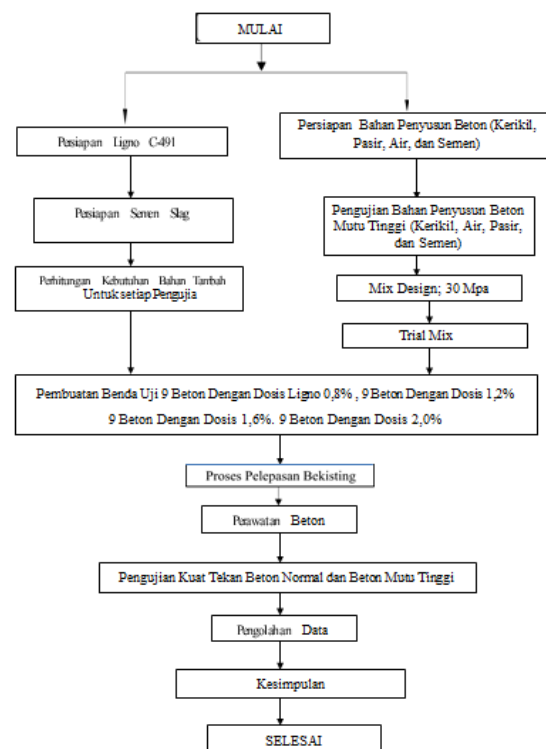 MULAI
Persiapan Ligno C-491
Persiapan Semen Slag
Perhitungan Kebutuhan Bahan Tambah
Untuk setiap Pengujia
Persiapan Bahan Penyusun Beton (Kerikil,
Pasir, Air, dan Semen)
Pengujian Bahan Penyusun Beton
Mutu Tinggi (Kerikil, Air, Pasir,
dan Semen)
Mix Design; 30 Mpa
Trial Mix
Pembuatan Benda Uji 9 Beton Dengan Dosis Ligno 0,8% , 9 Beton Dengan Dosis 1,2%
9 Beton Dengan Dosis 1,6%. 9 Beton Dengan Dosis 2,0%
Proses Pelepasan Bekisting
Perawatan Beton
Pengujian Kuat Tekan Beton Normal dan Beton Mutu Tinggi
Pengolahan Data
Kesimpulan
SELESAI